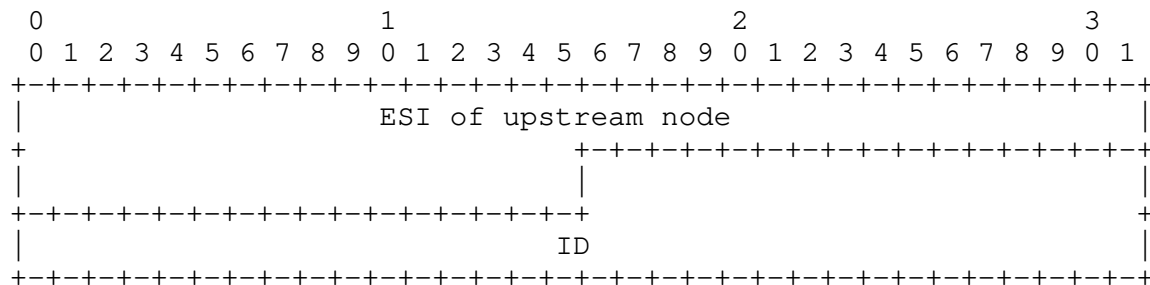 0                   1                   2                   3
 0 1 2 3 4 5 6 7 8 9 0 1 2 3 4 5 6 7 8 9 0 1 2 3 4 5 6 7 8 9 0 1
+-+-+-+-+-+-+-+-+-+-+-+-+-+-+-+-+-+-+-+-+-+-+-+-+-+-+-+-+-+-+-+-+
|                    ESI of upstream node                       |
+                               +-+-+-+-+-+-+-+-+-+-+-+-+-+-+-+-+
|                               |                               |
+-+-+-+-+-+-+-+-+-+-+-+-+-+-+-+-+                               +
|                              ID                               |
+-+-+-+-+-+-+-+-+-+-+-+-+-+-+-+-+-+-+-+-+-+-+-+-+-+-+-+-+-+-+-+-+